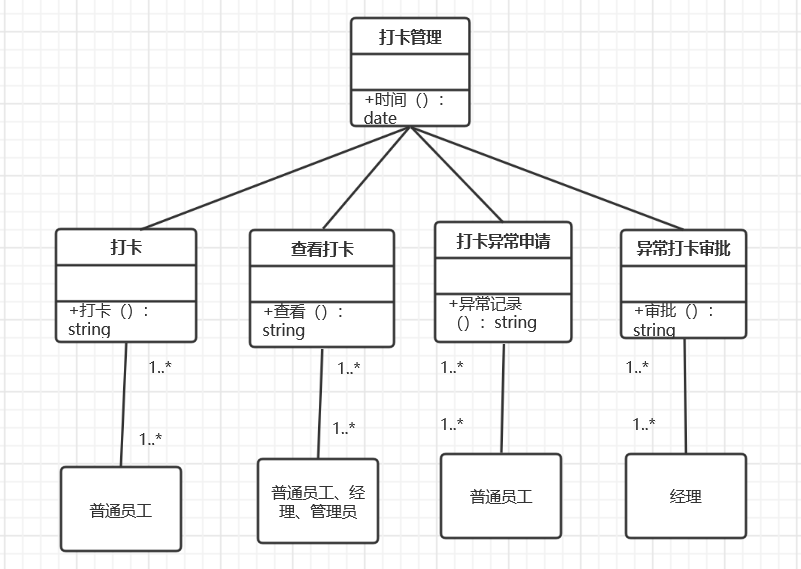 打卡管理
+时间（）：
date
打卡
+打卡（）：
string
查看打卡
+查看（）：
string
打卡异常申请
+异常记录
（）：string
异常打卡审批
+审批（）：
string
1..*
1..*
1..*
1..*
1..*
1..*
1..*
1..*
普通员工
普通员工、经
理、管理员
普通员工
经理